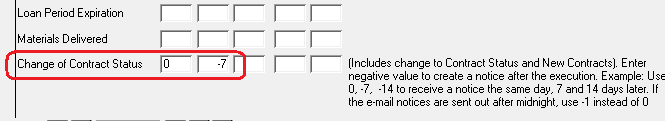 Loan Period Expiration
Materials Delivered
Change of Contract Status 0 -7 (Includes change to Contract Status and New Contracts). Enter
negative value to create a notice after the execution. Example: Use
0, -7, -14 to receive a notice the same day, 7 and 14 days later. If
the e-mail notices are sent out after midnight, use -1 instead of 0